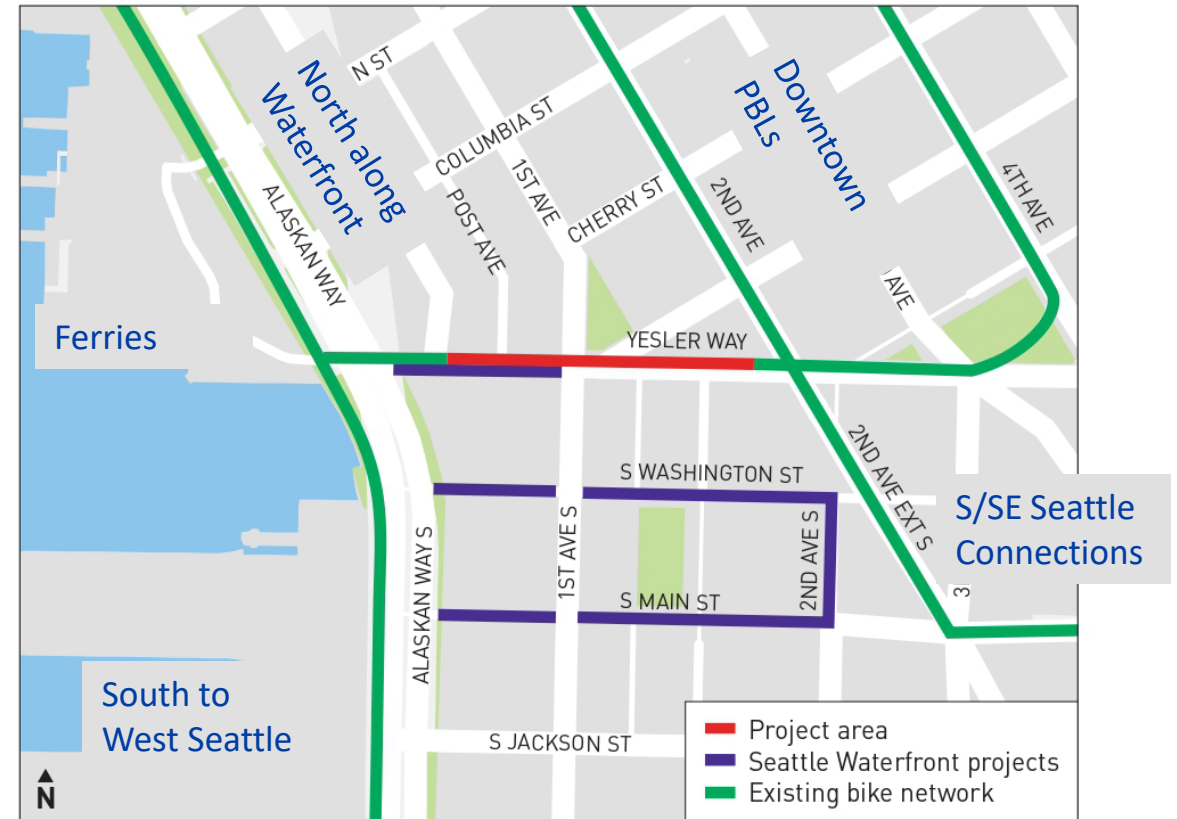 N ST
North along
Waterfront
Downtown
PBLs
COLUMBIA ST
1ST AVE
CHERRY ST
POST AVE
2ND AVE
4TH AVE
ALASKAN WAY
AVE
Ferries
YESLER WAY
2ND AVE EXT S
S WASHINGTON ST
S/SE Seattle
Connections
ALASKAN WAY S
1ST AVE S
2ND AVE S
3
S MAIN ST
South to
West Seattle
S JACKSON ST
Project area
Seattle Waterfront projects
Existing bike network
N